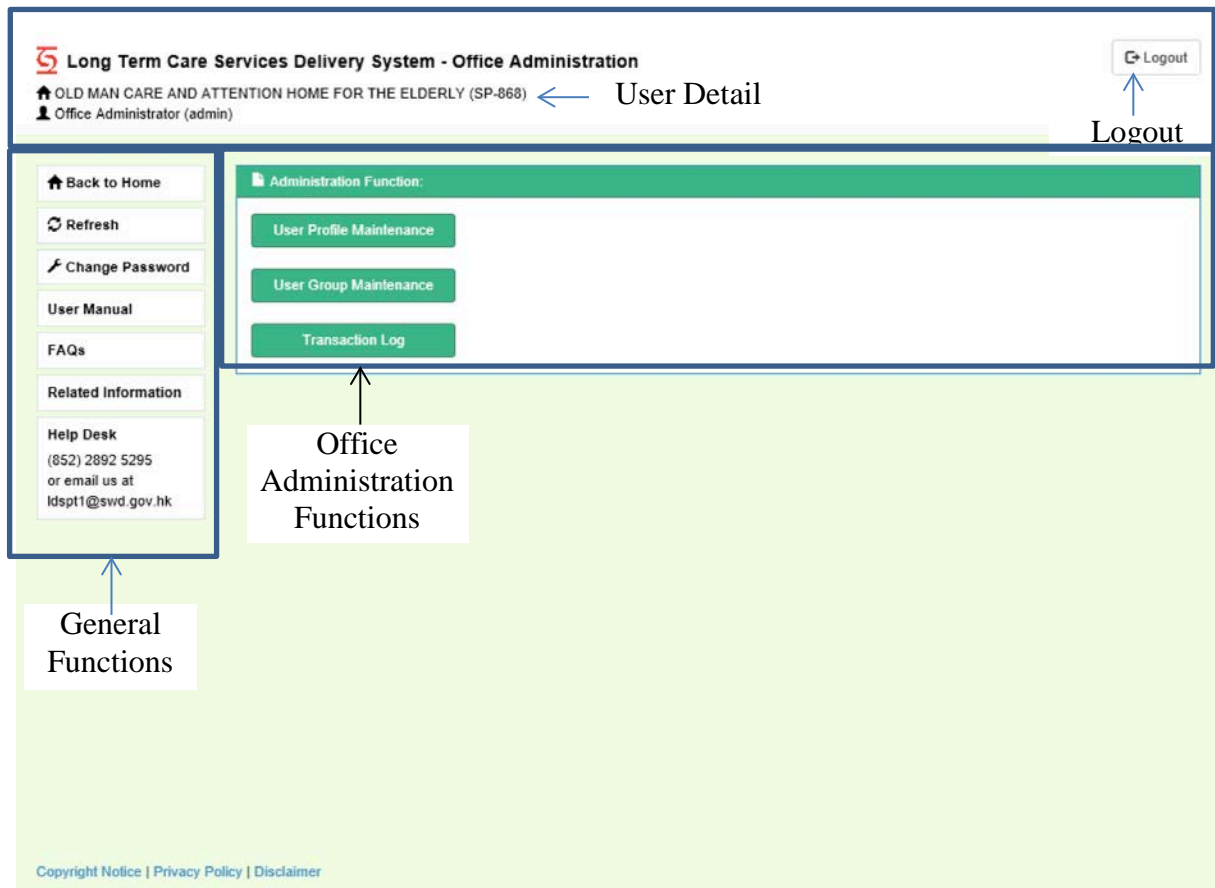 Long Term Care Services Delivery System - Office Administration
Logout
OLD MAN CARE AND ATTENTION HOME FOR THE ELDERLY (SP-868)
User Detail
Office Administrator (admin)
Logout
Back to Home
Refresh
Change Password
User Manual
FAQs
Related Information
Help Desk
(852) 2892 5295
or email us at
ldspt1@swd.gov.hk
Administration Function:
User Profile Maintenance
User Group Maintenance
Transaction Log
Office
Administration
Functions
General
Functions
Copyright Notice | Privacy Policy | Disclaimer